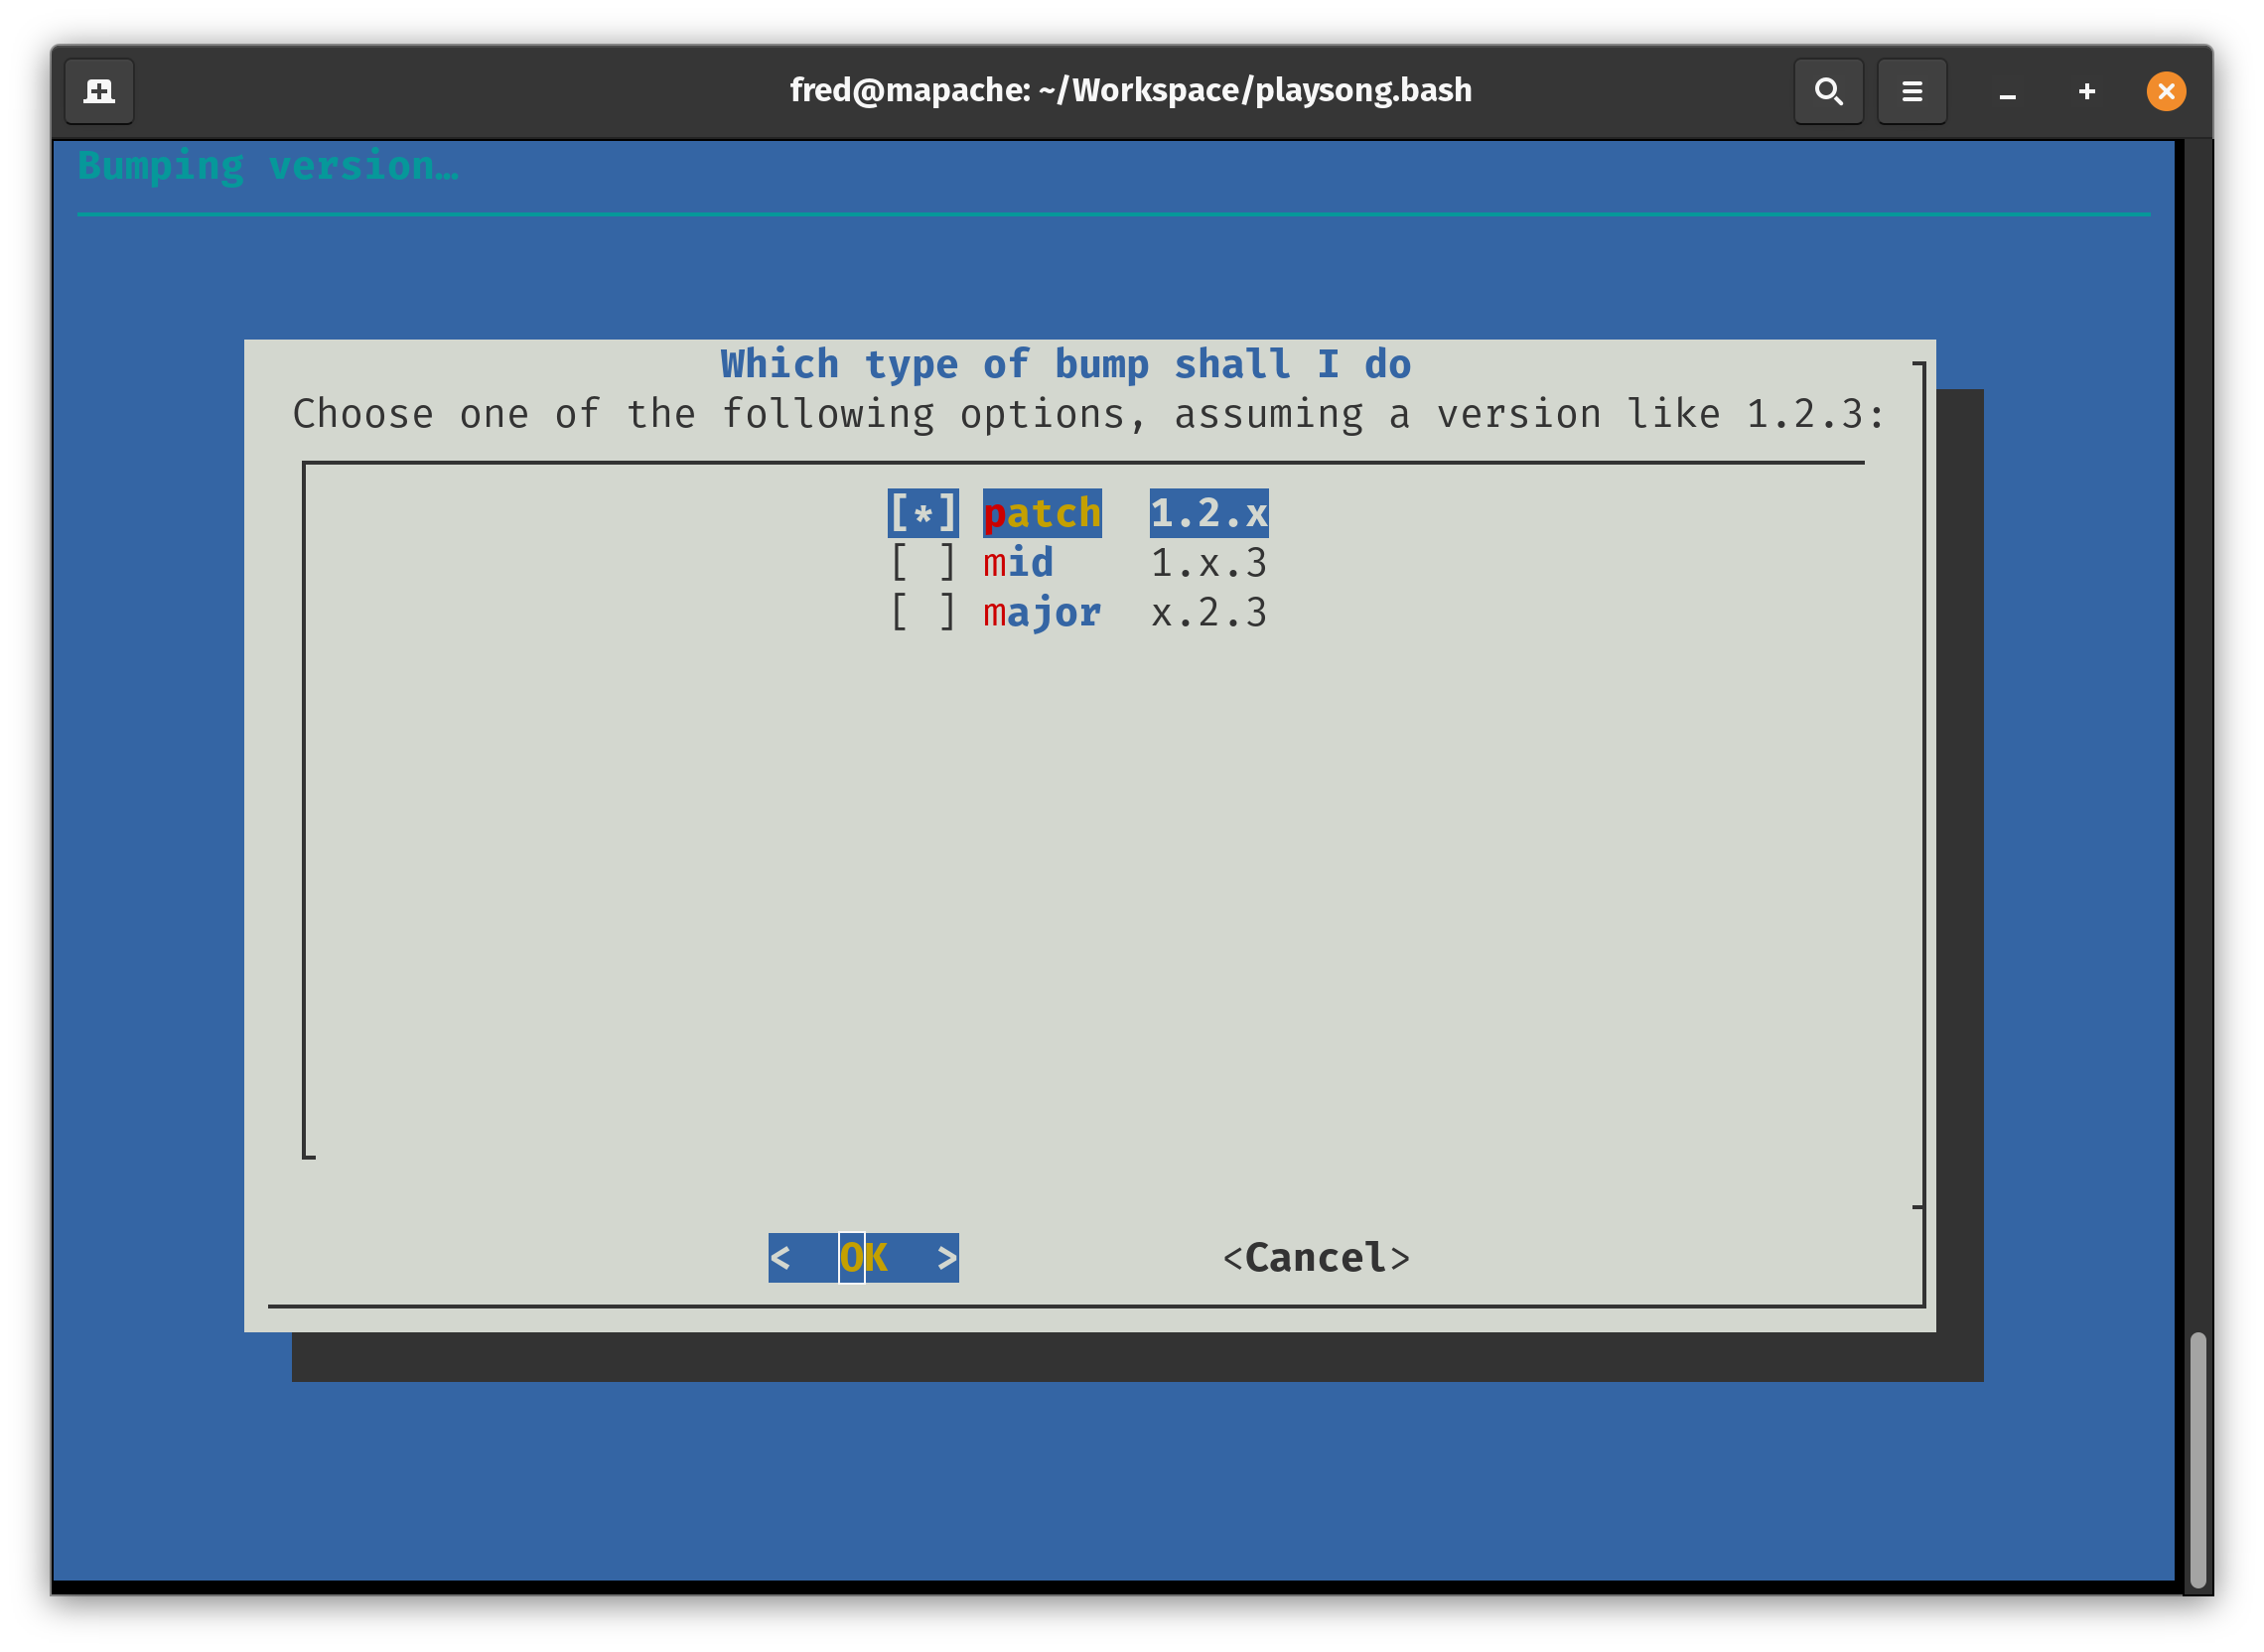 fred@mapache: ~/Workspace/playsong.bash
Bumping version…
Which type of bump shall I do
Choose one of the following options, assuming a version like 1.2.3:
[*] patch 1.2.x
[ ] mid 1.x.3
[ ] major x.2.3
< OK > <Cancel>